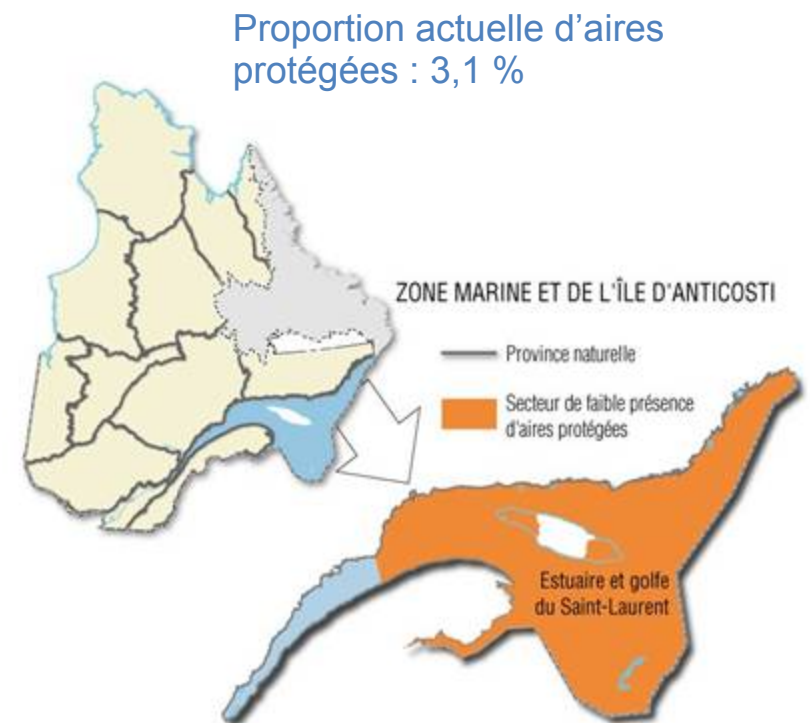 Proportion actuelle d’aires
protégées : 3,1 %
ZONE MARINE ET DE L'ÎLE D'ANTICOSTI
Province naturelle
Secteur de faible présence
d'aires protégées
Estuaire et golfe
du Saint-Laurent